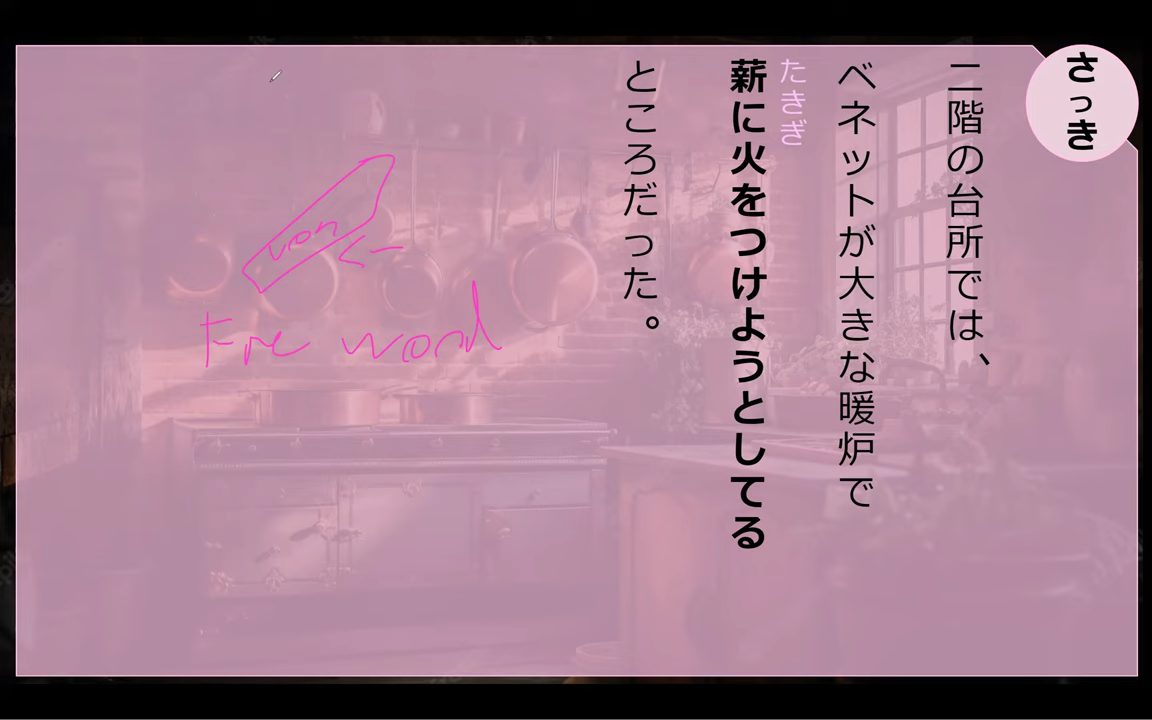 さっき
二階の台所では、
ベネットが大きな暖炉で
たきぎ
薪に火をつけようとしてる
ところだった。
Fire wood